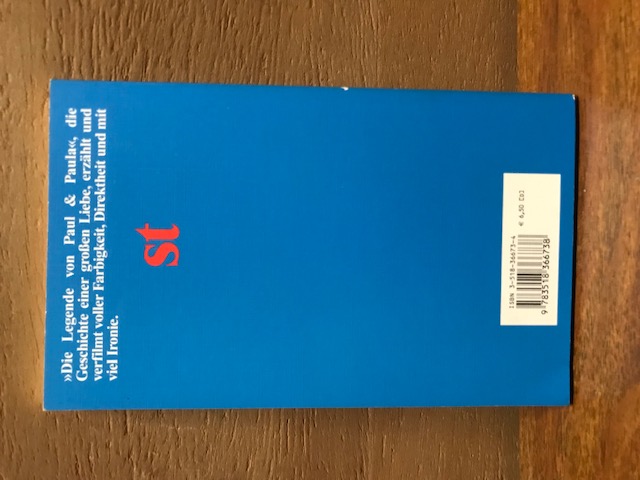 »Die Legende von Paul & Paula«, die
Geschichte einer großen Liebe, erzählt und
verfilmt voller Farbigkeit, Direktheit und mit
viel Ironie.
st
ISBN 3-518-36673-4
9 783518 366738
€ 6,50 [D]